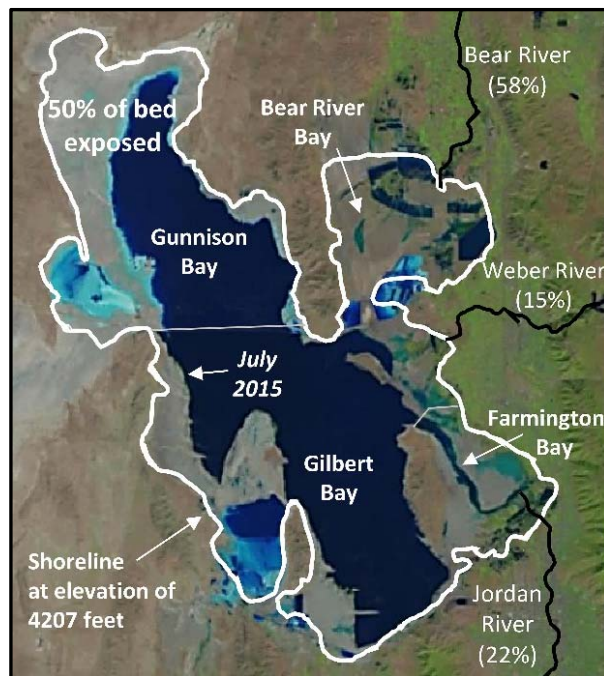 Bear River
(58%)
50% of bed
exposed
Bear River
Bay
Gunnison
Bay
Weber River
(15%)
July
2015
Farmington
Bay
Gilbert
Bay
Shoreline
at elevation of
4207 feet
Jordan
River
(22%)